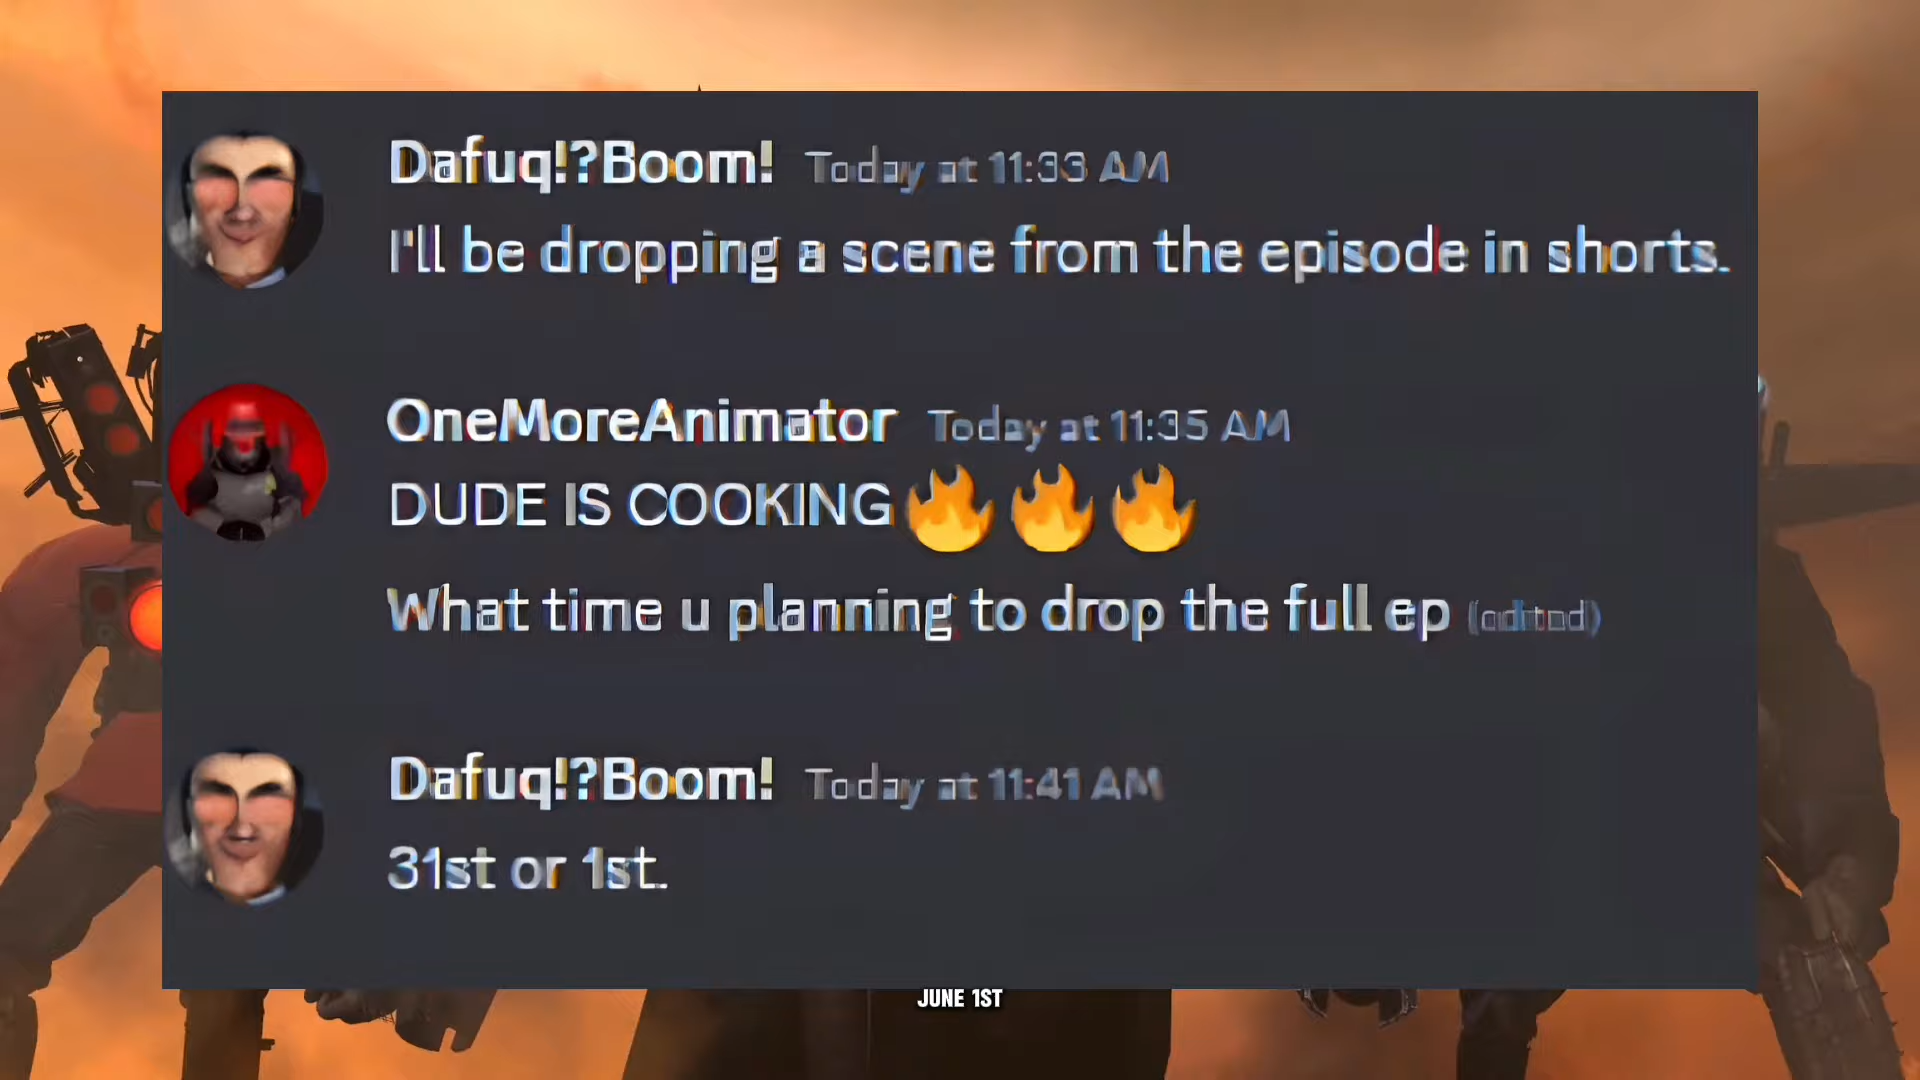 Dafuq!?Boom! Today at 11:33 AM
I'll be dropping a scene from the episode in shorts.
OneMoreAnimator Today at 11:35 AM
DUDE IS COOKING🔥🔥🔥
What time u planning to drop the full ep (edited)
Dafuq!?Boom! Today at 11:41 AM
31st or 1st.
JUNE 1ST